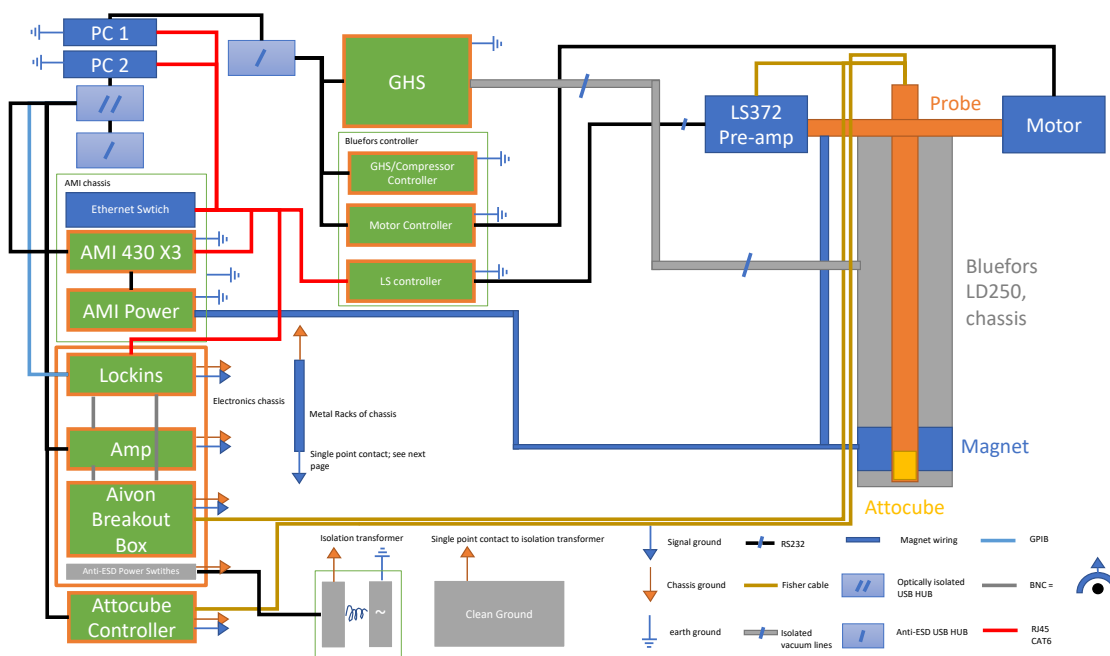 PC 1
PC 2
GHS
LS372
Pre-amp
Probe
Motor
Bluefors controller
GHS/Compressor
Controller
Motor Controller
LS controller
AMI chassis
Ethernet Swtich
AMI 430 X3
AMI Power
Bluefors
LD250,
chassis
Lockins
Electronics chassis
Metal Racks of chassis
Amp
Single point contact; see next
page
Magnet
Aivon
Breakout
Box
Attocube
Anti-ESD Power Swtithes
Attocube
Controller
Isolation transformer
~
Single point contact to isolation transformer
Clean Ground
Signal ground
RS232
Magnet wiring
GPIB
Chassis ground
Fisher cable
Optically isolated
USB HUB
BNC =
earth ground
Isolated
vacuum lines
Anti-ESD USB HUB
RJ45
CAT6